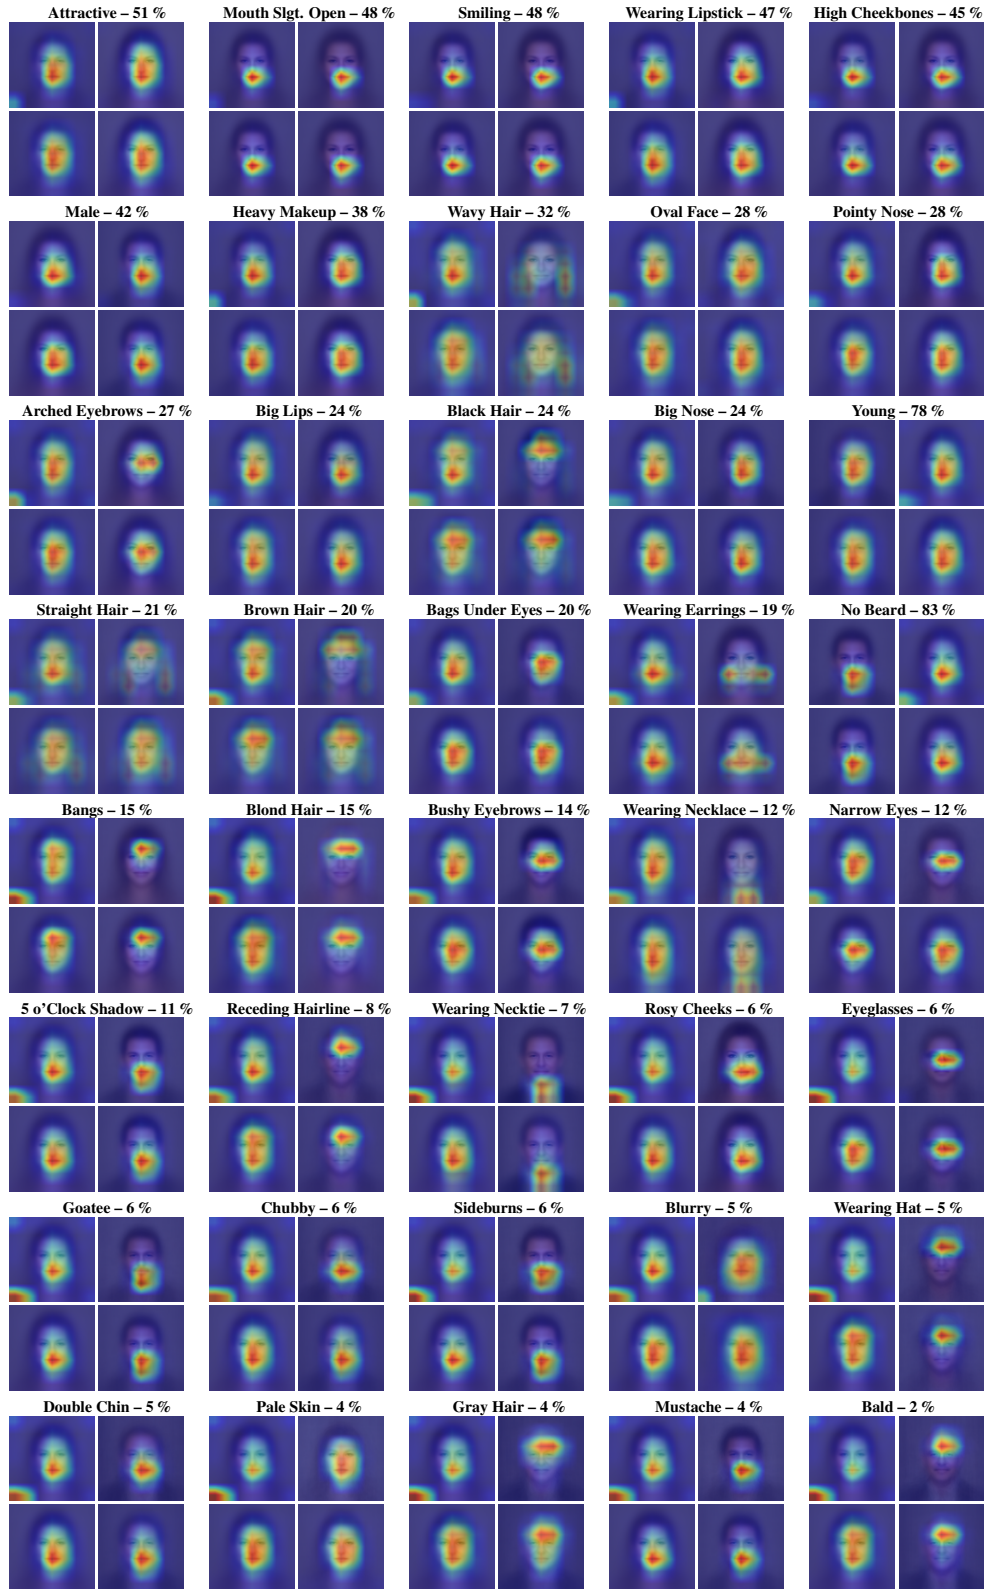 Attractive – 51 %
Mouth Slgt. Open – 48 %
Smiling – 48 %
Wearing Lipstick – 47 %
High Cheekbones – 45 %
Male – 42 %
Heavy Makeup – 38 %
Wavy Hair – 32 %
Oval Face – 28 %
Pointy Nose – 28 %
Arched Eyebrows – 27 %
Big Lips – 24 %
Black Hair – 24 %
Big Nose – 24 %
Young – 78 %
Straight Hair – 21 %
Brown Hair – 20 %
Bags Under Eyes – 20 %
Wearing Earrings – 19 %
No Beard – 83 %
Bangs – 15 %
Blond Hair – 15 %
Bushy Eyebrows – 14 %
Wearing Necklace – 12 %
Narrow Eyes – 12 %
5 o'Clock Shadow – 11 %
Receding Hairline – 8 %
Wearing Necktie – 7 %
Rosy Cheeks – 6 %
Eyeglasses – 6 %
Goatee – 6 %
Chubby – 6 %
Sideburns – 6 %
Blurry – 5 %
Wearing Hat – 5 %
Double Chin – 5 %
Pale Skin – 4 %
Gray Hair – 4 %
Mustache – 4 %
Bald – 2 %